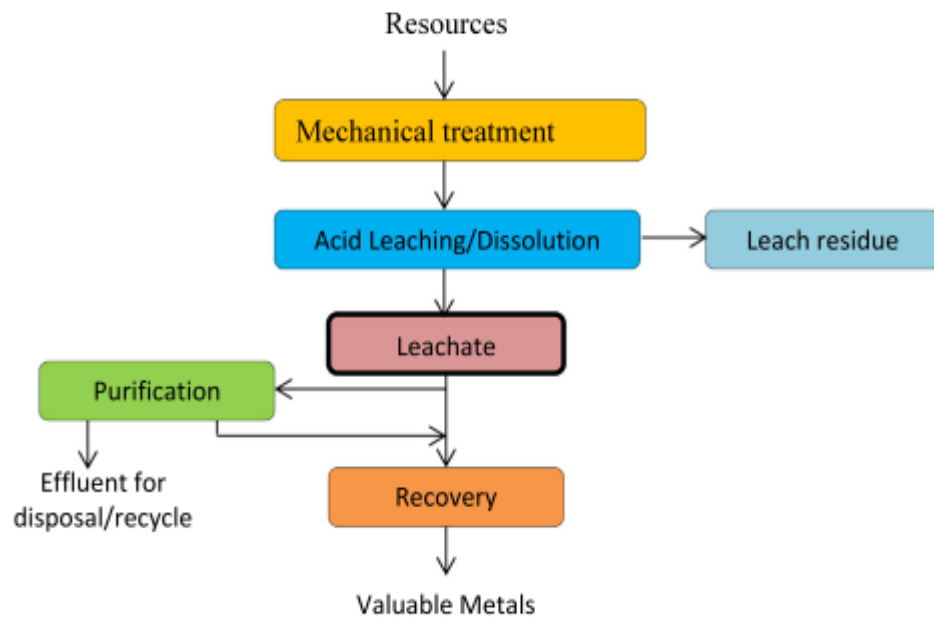 Resources
Mechanical treatment
Acid Leaching/Dissolution
Leach residue
Leachate
Purification
Effluent for
disposal/recycle
Recovery
Valuable Metals